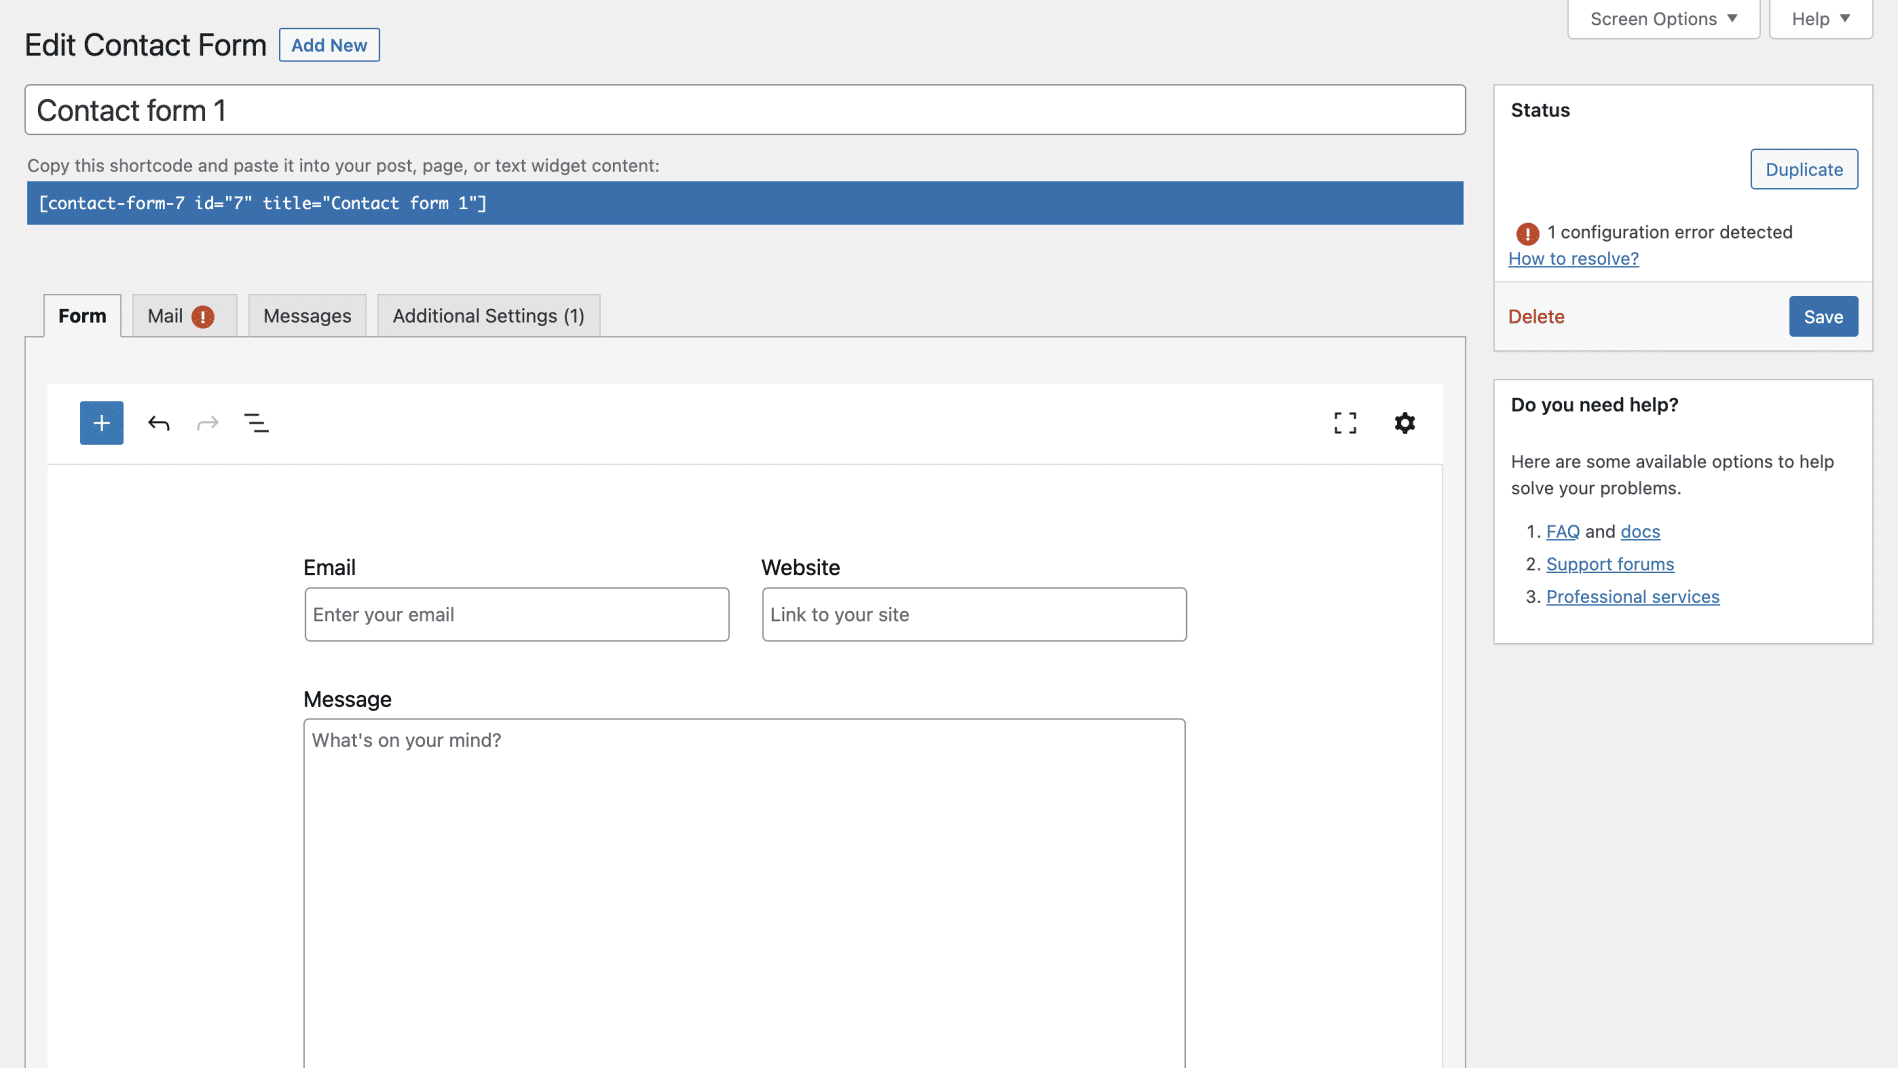 Screen Options
Help
Edit Contact Form
Add New
Contact form 1
Copy this shortcode and paste it into your post, page, or text widget content:
[contact-form-7 id="7" title="Contact form 1"]
Form
Mail
Messages
Additional Settings (1)
Email
Enter your email
Website
Link to your site
Message
What's on your mind?
Status
Duplicate
1 configuration error detected
How to resolve?
Delete
Save
Do you need help?
Here are some available options to help
solve your problems.
1. FAQ and docs
2. Support forums
3. Professional services